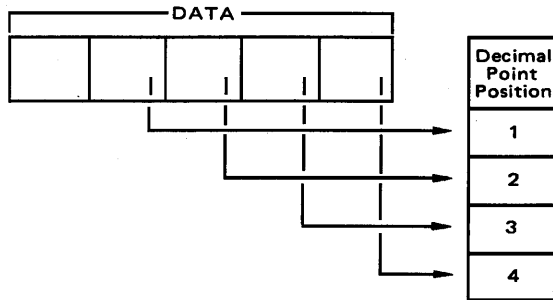 DATA
Decimal
Point
Position
1
2
3
4